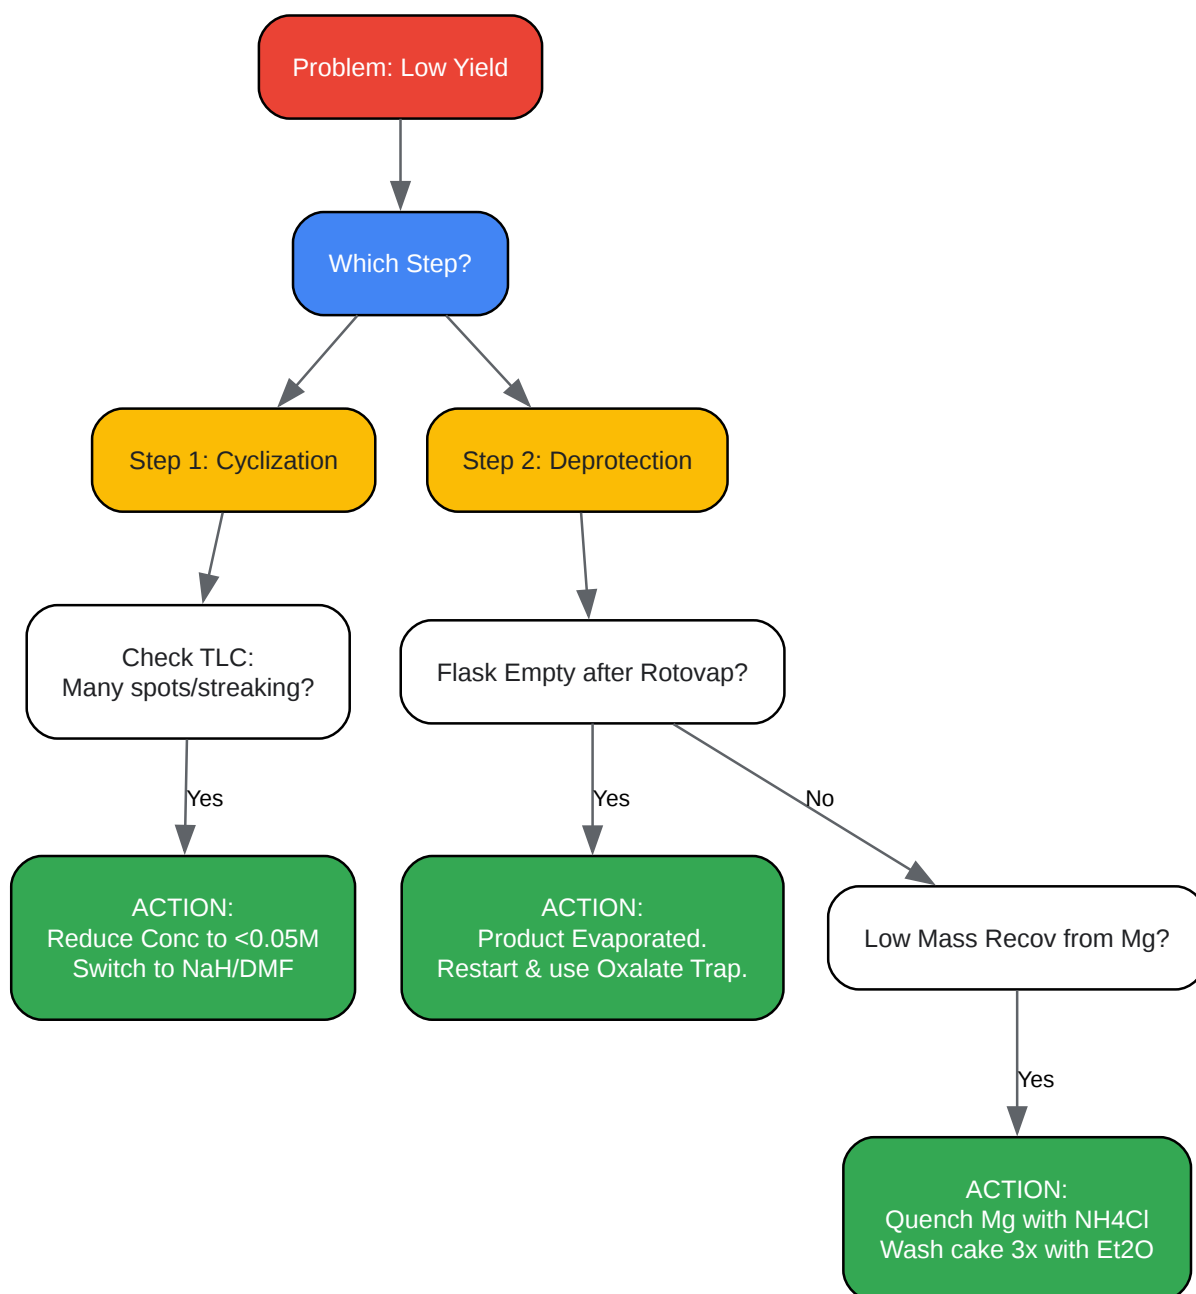 Problem: Low Yield
Which Step?
Step 1: Cyclization
Step 2: Deprotection
Check TLC:
Many spots/streaking?
Flask Empty after Rotovap?
Yes
Yes
No
ACTION:
Reduce Conc to <0.05M
Switch to NaH/DMF
ACTION:
Product Evaporated.
Restart & use Oxalate Trap.
Low Mass Recov from Mg?
Yes
ACTION:
Quench Mg with NH4Cl
Wash cake 3x with Et2O